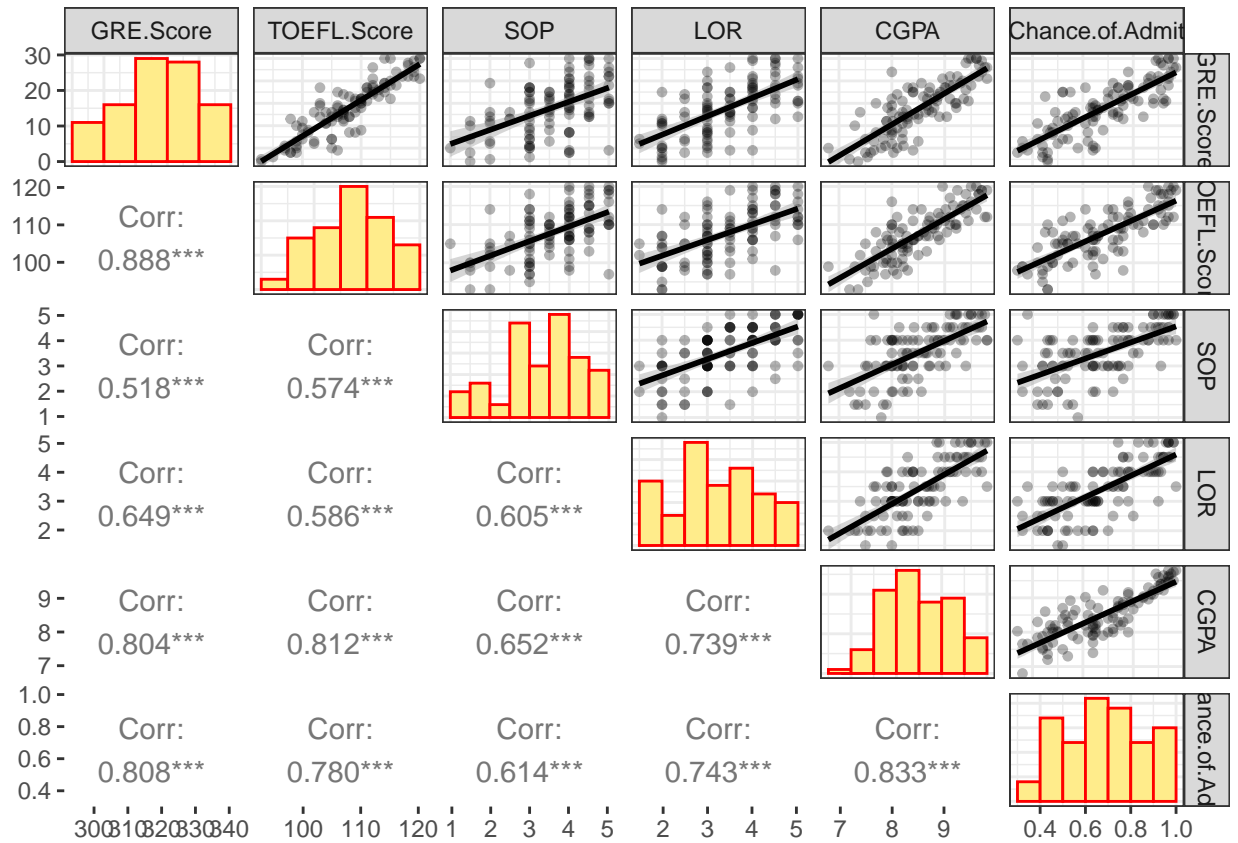 GRE.Score TOEFL.Score SOP LOR CGPA Chance.of.Admit
30
20
10
0
GRE.Score
120
110
100
Corr:
0.888***
OEFL.Scor
5
4
3
2
1
Corr: Corr:
0.518*** 0.574***
SOP
5
4
3
2
Corr: Corr: Corr:
0.649*** 0.586*** 0.605***
LOR
9
8
7
Corr: Corr: Corr: Corr:
0.804*** 0.812*** 0.652*** 0.739***
CGPA
1.0
0.8
0.6
0.4
Corr: Corr: Corr: Corr: Corr:
0.808*** 0.780*** 0.614*** 0.743*** 0.833***
ance.of.Ad
300 310 320 330 340 100 110 120 1 2 3 4 5 2 3 4 5 7 8 9 0.4 0.6 0.8 1.0